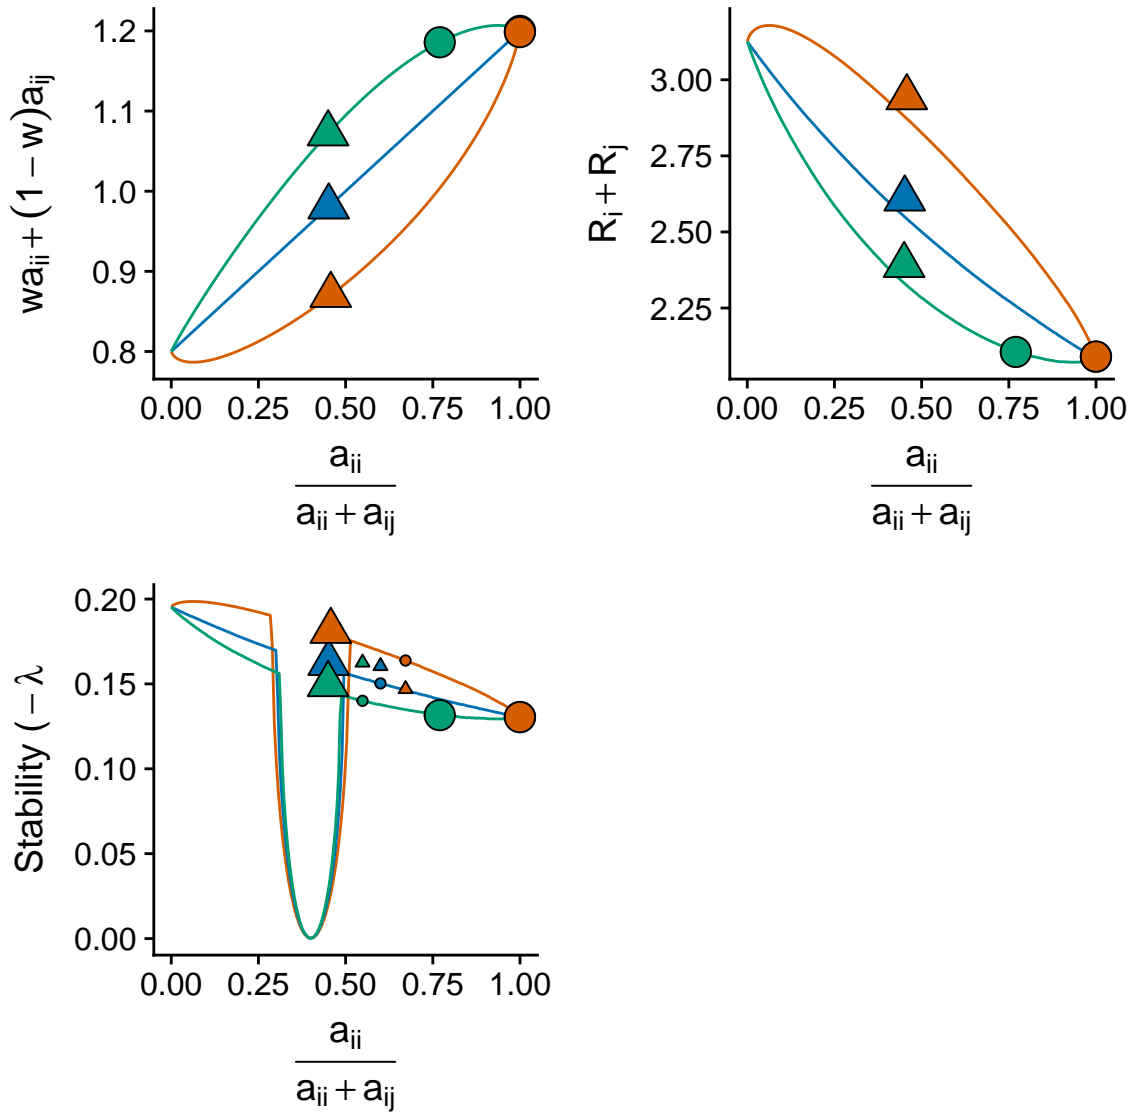 wa_ii + (1 − w)a_ij
1.2
1.1
1.0
0.9
0.8
0.00 0.25 0.50 0.75 1.00
a_ii
a_ii + a_ij
R_i + R_j
3.00
2.75
2.50
2.25
0.00 0.25 0.50 0.75 1.00
a_ii
a_ii + a_ij
Stability (− λ
0.20
0.15
0.10
0.05
0.00
0.00 0.25 0.50 0.75 1.00
a_ii
a_ii + a_ij